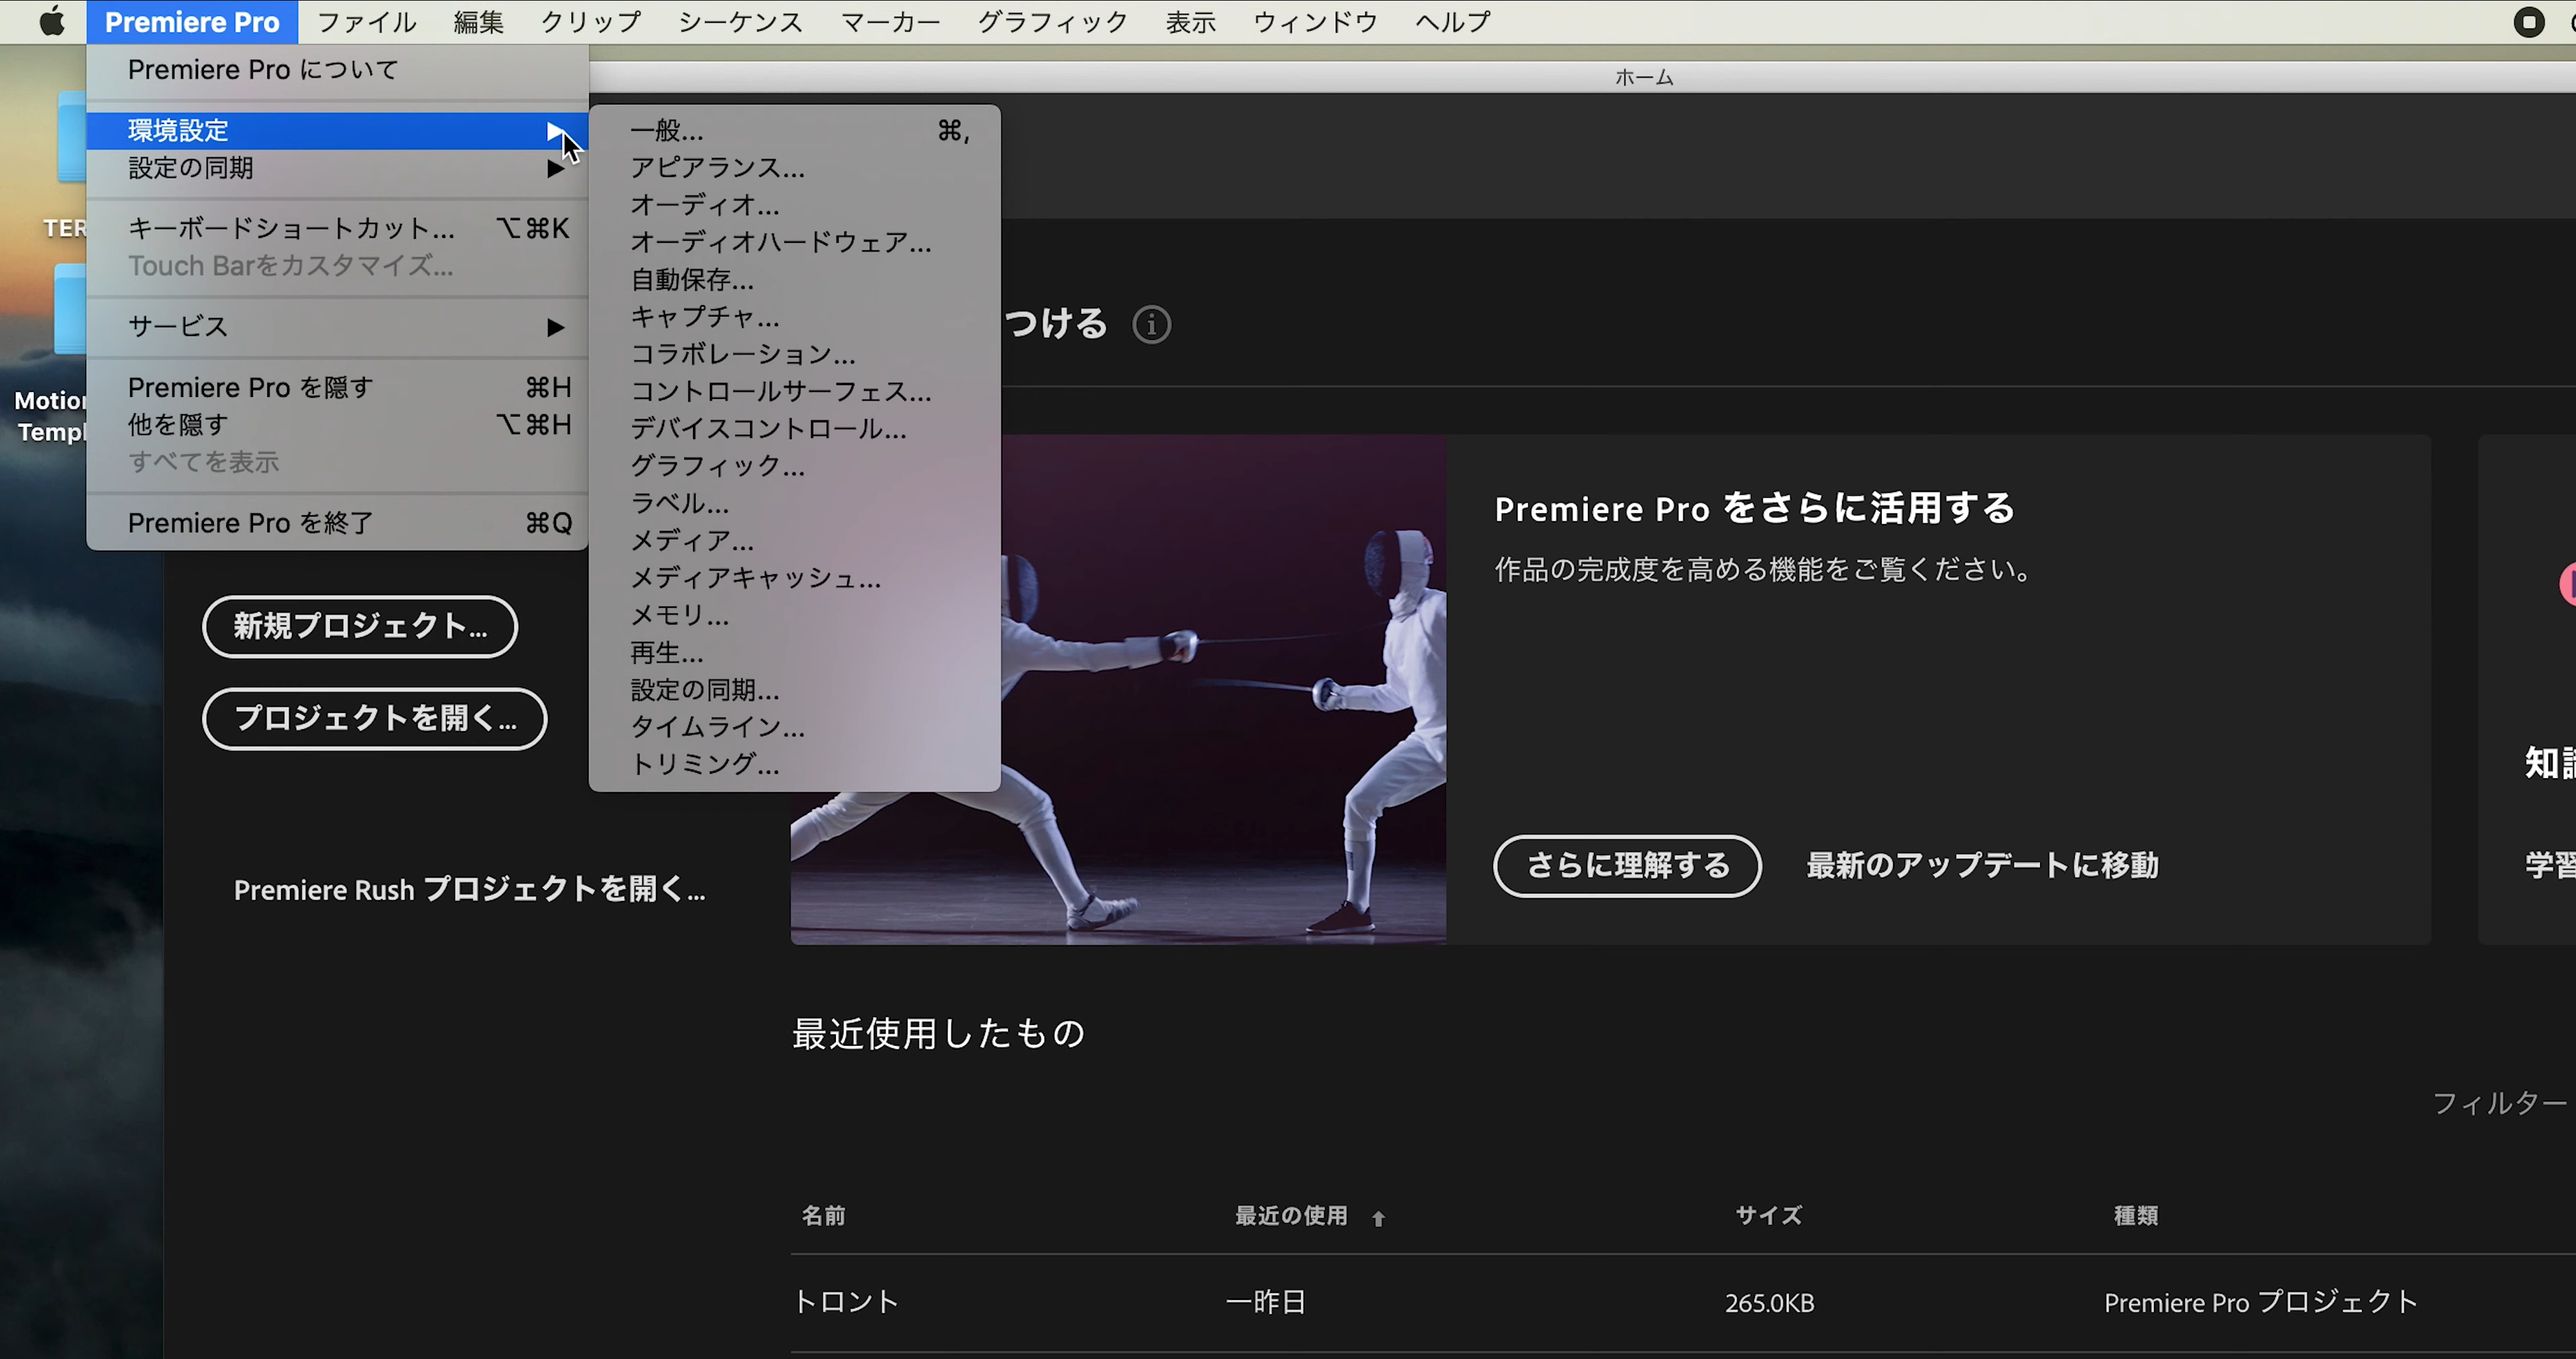 Premiere Pro ファイル 編集 クリップ シーケンス マーカー グラフィック 表示 ウィンドウ ヘルプ
ホーム
Premiere Pro について
環境設定
設定の同期
キーボードショートカット... ⌥⌘K
Touch Barをカスタマイズ...
サービス
Premiere Pro を隠す ⌘H
他を隠す ⌥⌘H
すべてを表示
Premiere Pro を終了 ⌘Q
一般... ⌘,
アピアランス...
オーディオ...
オーディオハードウェア...
自動保存...
キャプチャ...
コラボレーション...
コントロールサーフェス...
デバイスコントロール...
グラフィック...
ラベル...
メディア...
メディアキャッシュ...
メモリ...
再生...
設定の同期...
タイムライン...
トリミング...
TER
Motion
Templ
つける
新規プロジェクト...
プロジェクトを開く...
Premiere Rush プロジェクトを開く...
Premiere Pro をさらに活用する
作品の完成度を高める機能をご覧ください。
さらに理解する 最新のアップデートに移動
知
学習
最近使用したもの
フィルター
名前 最近の使用 サイズ 種類
トロント 一昨日 265.0KB Premiere Pro プロジェクト